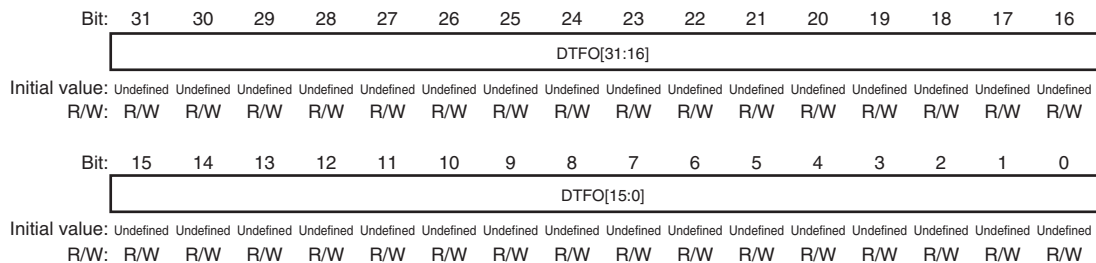 Bit: 31 30 29 28 27 26 25 24 23 22 21 20 19 18 17 16
DTFO[31:16]
Initial value: Undefined Undefined Undefined Undefined Undefined Undefined Undefined Undefined Undefined Undefined Undefined Undefined Undefined Undefined Undefined Undefined
R/W: R/W R/W R/W R/W R/W R/W R/W R/W R/W R/W R/W R/W R/W R/W R/W R/W
Bit: 15 14 13 12 11 10 9 8 7 6 5 4 3 2 1 0
DTFO[15:0]
Initial value: Undefined Undefined Undefined Undefined Undefined Undefined Undefined Undefined Undefined Undefined Undefined Undefined Undefined Undefined Undefined Undefined
R/W: R/W R/W R/W R/W R/W R/W R/W R/W R/W R/W R/W R/W R/W R/W R/W R/W